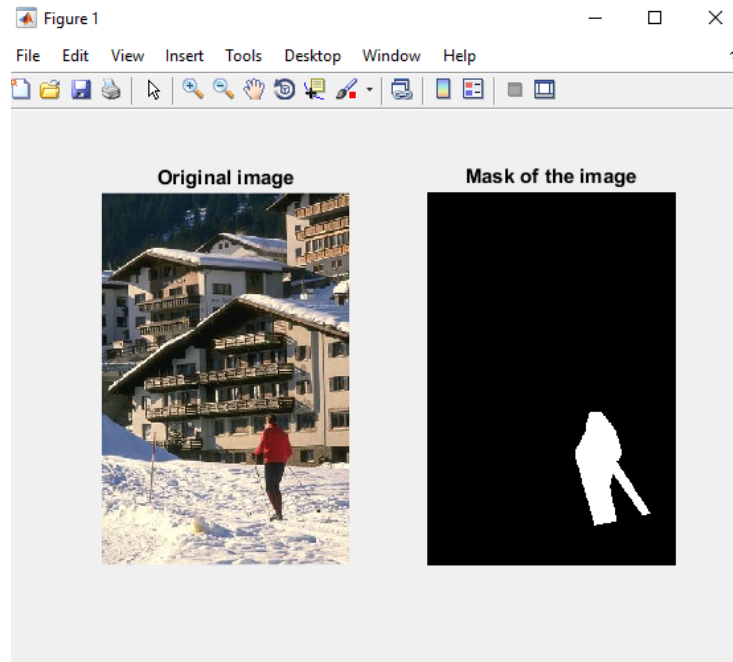 Figure 1
File Edit View Insert Tools Desktop Window Help
Original image
Mask of the image